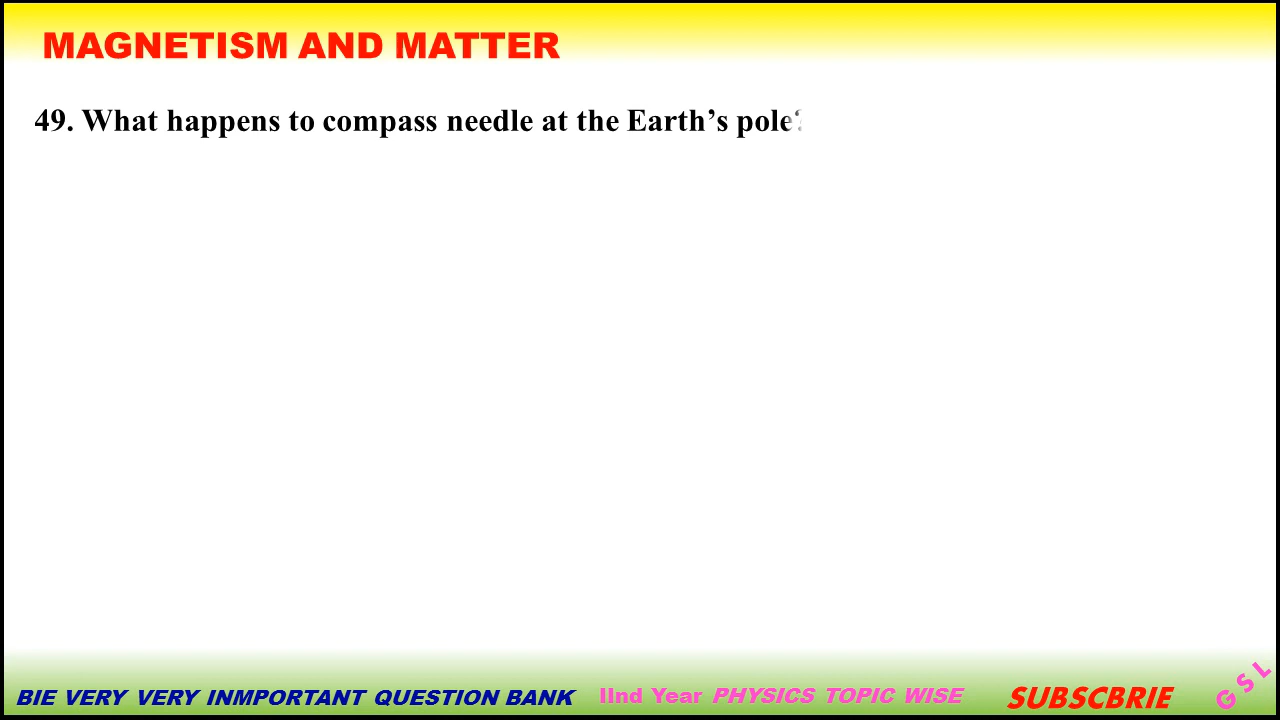 MAGNETISM AND MATTER
49. What happens to compass needle at the Earth’s pole?
BIE VERY VERY INMPORTANT QUESTION BANK IInd Year PHYSICS TOPIC WISE SUBSCBRIE GSL